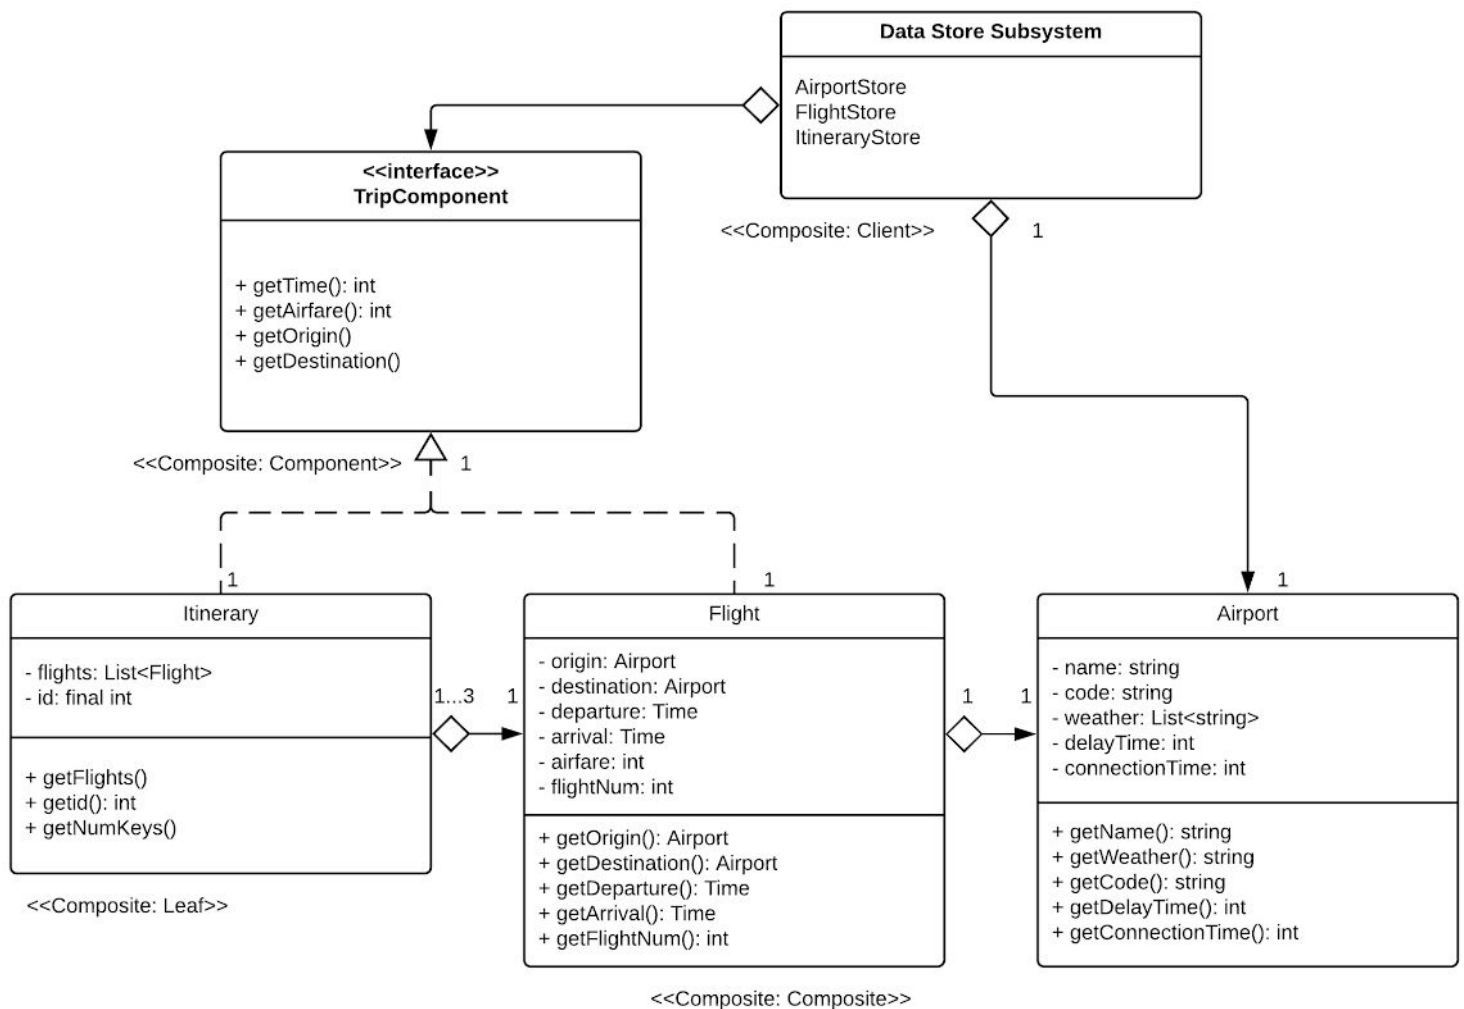 Data Store Subsystem
AirportStore
FlightStore
ItineraryStore
<<Composite: Client>>
1
<<interface>>
TripComponent
+ getTime(): int
+ getAirfare(): int
+ getOrigin()
+ getDestination()
<<Composite: Component>>
1
1
1
1
Itinerary
- flights: List<Flight>
- id: final int
+ getFlights()
+ getid(): int
+ getNumKeys()
<<Composite: Leaf>>
1...3
1
Flight
- origin: Airport
- destination: Airport
- departure: Time
- arrival: Time
- airfare: int
- flightNum: int
+ getOrigin(): Airport
+ getDestination(): Airport
+ getDeparture(): Time
+ getArrival(): Time
+ getFlightNum(): int
<<Composite: Composite>>
1
1
Airport
- name: string
- code: string
- weather: List<string>
- delayTime: int
- connectionTime: int
+ getName(): string
+ getWeather(): string
+ getCode(): string
+ getDelayTime(): int
+ getConnectionTime(): int